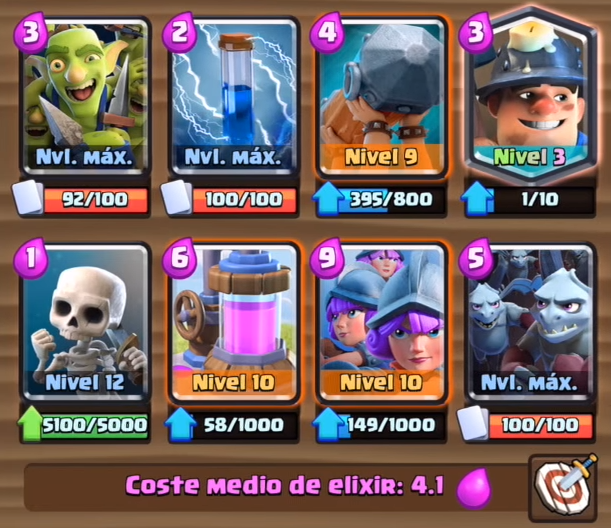 3 2 4 3
Nvl. máx. Nvl. máx. Nivel 9 Nivel 3
92/100 100/100 395/800 1/10
1 6 9 5
Nivel 12 Nivel 10 Nivel 10 Nvl. máx.
5100/5000 58/1000 149/1000 100/100
Coste medio de elixir: 4.1